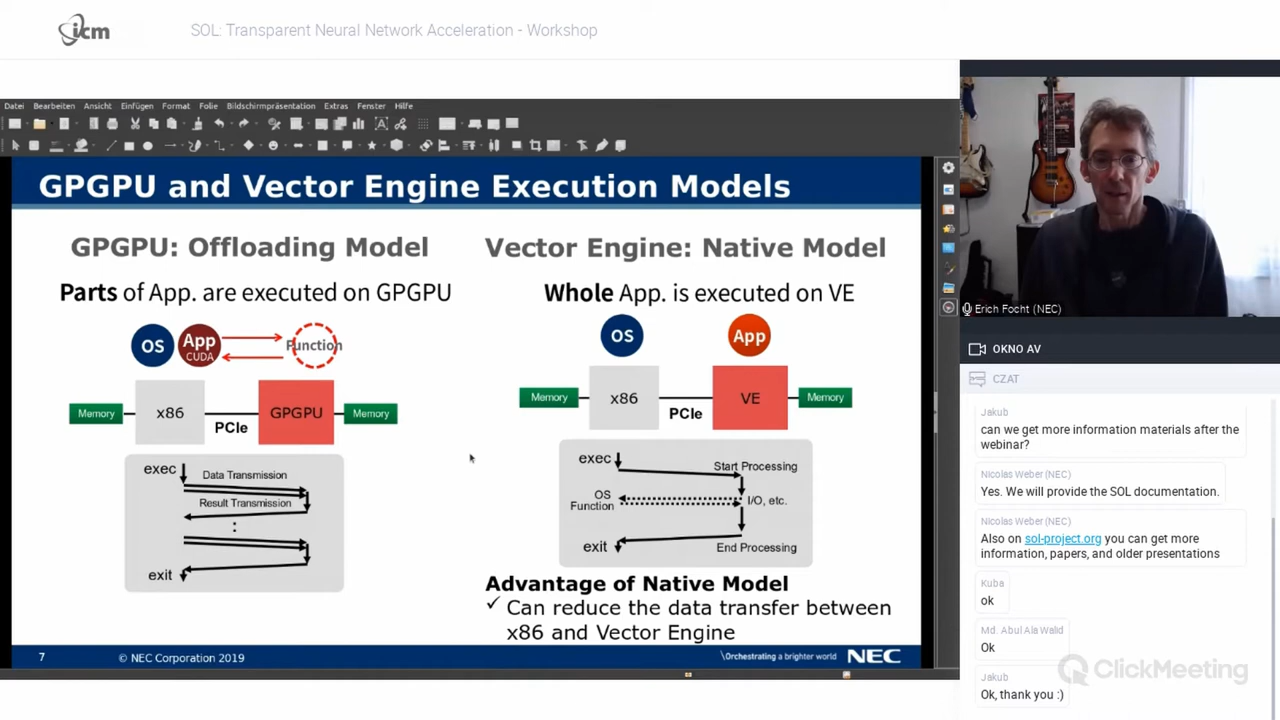 icm
SOL: Transparent Neural Network Acceleration - Workshop
Datei Bearbeiten Ansicht Einfügen Format Folie Bildschirmpräsentation Extras Fenster Hilfe
GPGPU and Vector Engine Execution Models
GPGPU: Offloading Model
Parts of App. are executed on GPGPU
OS
App
CUDA
Function
Memory
x86
PCIe
GPGPU
Memory
exec
Data Transmission
Result Transmission
:
exit
Vector Engine: Native Model
Whole App. is executed on VE
OS
App
Memory
x86
PCIe
VE
Memory
exec
Start Processing
OS
Function
I/O, etc.
exit
End Processing
Advantage of Native Model
✓ Can reduce the data transfer between
x86 and Vector Engine
7
© NEC Corporation 2019
\Orchestrating a brighter world
NEC
Erich Focht (NEC)
OKNO AV
CZAT
Jakub
can we get more information materials after the
webinar?
Nicolas Weber (NEC)
Yes. We will provide the SOL documentation.
Nicolas Weber (NEC)
Also on sol-project.org you can get more
information, papers, and older presentations
Kuba
ok
Md. Abul Ala Walid
Ok
Jakub
Ok, thank you :)
ClickMeeting